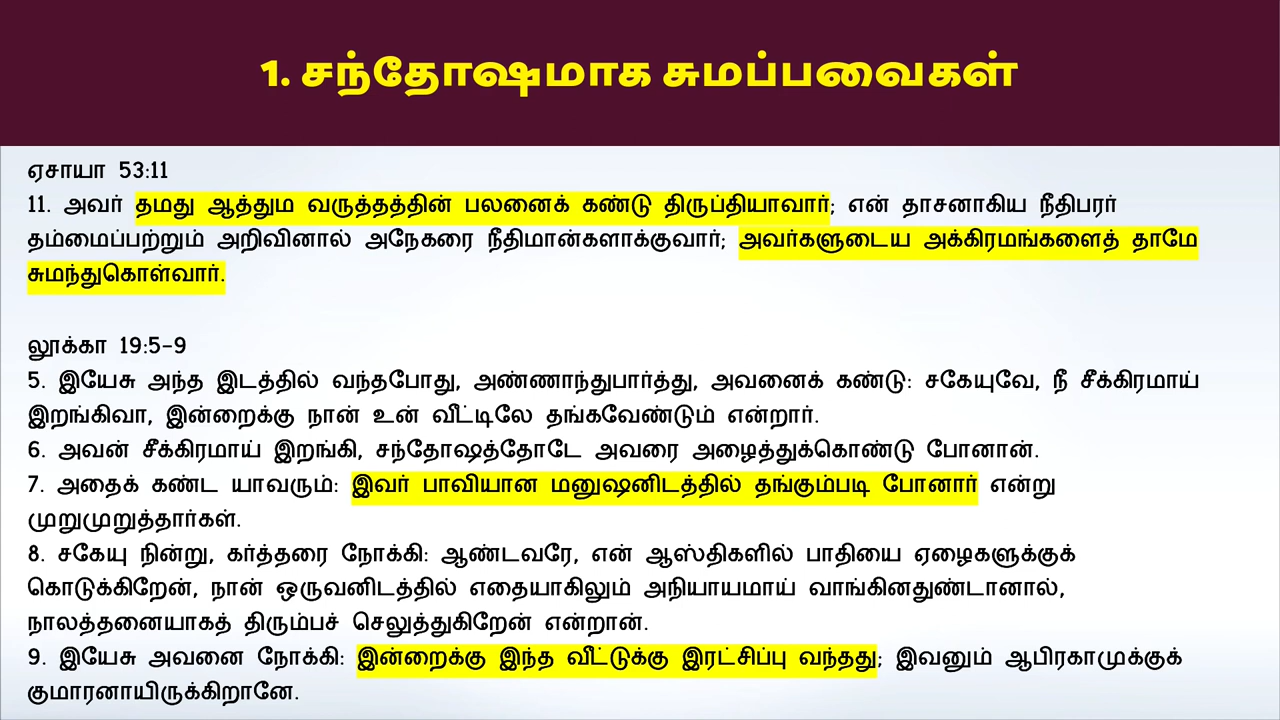 1. சந்தோஷமாக சுமப்பவைகள்
ஏசாயா 53:11
11. அவர் தமது ஆத்தும வருத்தத்தின் பலனைக் கண்டு திருப்தியாவார்; என் தாசனாகிய நீதிபரர்
தம்மைப்பற்றும் அறிவினால் அநேகரை நீதிமான்களாக்குவார்; அவர்களுடைய அக்கிரமங்களைத் தாமே
சுமந்துகொள்வார்.
லூக்கா 19:5-9
5. இயேசு அந்த இடத்தில் வந்தபோது, அண்ணாந்துபார்த்து, அவனைக் கண்டு: சகேயுவே, நீ சீக்கிரமாய்
இறங்கிவா, இன்றைக்கு நான் உன் வீட்டிலே தங்கவேண்டும் என்றார்.
6. அவன் சீக்கிரமாய் இறங்கி, சந்தோஷத்தோடே அவரை அழைத்துக்கொண்டு போனான்.
7. அதைக் கண்ட யாவரும்: இவர் பாவியான மனுஷனிடத்தில் தங்கும்படி போனார் என்று
முறுமுறுத்தார்கள்.
8. சகேயு நின்று, கர்த்தரை நோக்கி: ஆண்டவரே, என் ஆஸ்திகளில் பாதியை ஏழைகளுக்குக்
கொடுக்கிறேன், நான் ஒருவனிடத்தில் எதையாகிலும் அநியாயமாய் வாங்கினதுண்டானால்,
நாலத்தனையாகத் திரும்பச் செலுத்துகிறேன் என்றான்.
9. இயேசு அவனை நோக்கி: இன்றைக்கு இந்த வீட்டுக்கு இரட்சிப்பு வந்தது; இவனும் ஆபிரகாமுக்குக்
குமாரனாயிருக்கிறானே.